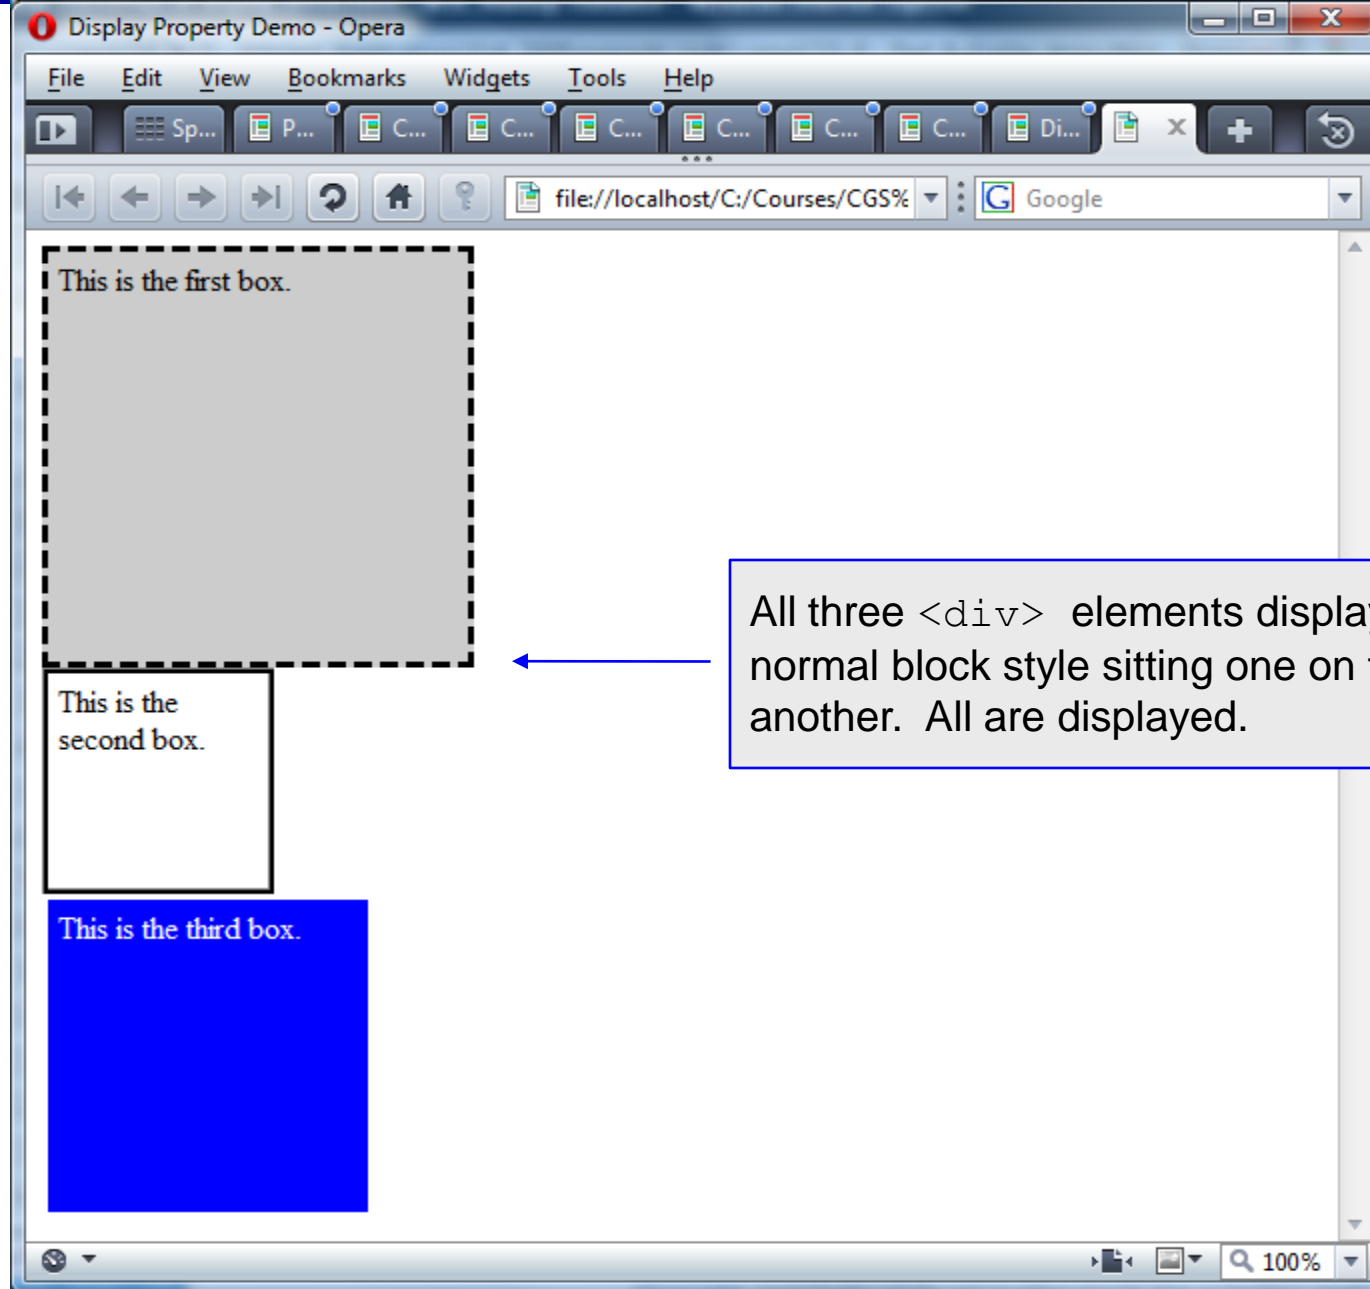 Display Property Demo - Opera
File Edit View Bookmarks Widgets Tools Help
Sp... P... C... C... C... C... C... C... Di...
file://localhost/C:/Courses/CGS% Google
This is the first box.
All three <div> elements display
normal block style sitting one on
another. All are displayed.
This is the
second box.
This is the third box.
100%